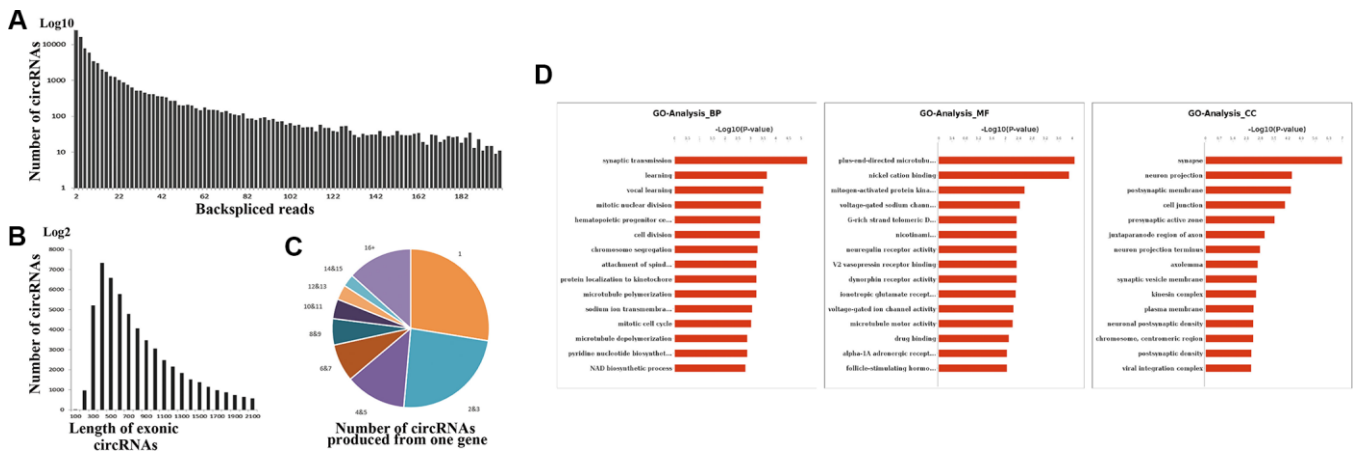 A
Log10
Number of circRNAs
10000
1000
100
10
1
2
22
42
62
82
102
122
142
162
182
Backspliced reads
B
Log2
Number of circRNAs
8000
7000
6000
5000
4000
3000
2000
1000
0
100 300 500 700 900 1100 1300 1500 1700 1900 2100
Length of exonic
circRNAs
C
16+
14&15
12&13
10&11
8&9
6&7
4&5
2&3
1
Number of circRNAs
produced from one gene
D
GO-Analysis_BP
-Log10(P-value)
synaptic transmission
learning
vocal learning
mitotic nuclear division
hematopoietic progenitor ce...
cell division
chromosome segregation
attachment of spind...
protein localization to kinetochore
microtubule polymerization
sodium ion transmembra...
mitotic cell cycle
microtubule depolymerization
pyridine nucleotide biosynthet...
NAD biosynthetic process
GO-Analysis_MF
-Log10(P-value)
plus-end-directed microtubu...
nickel cation binding
mitogen-activated protein kina...
voltage-gated sodium chann...
G-rich strand telomeric D...
nicotinami...
neuregulin receptor activity
V2 vasopressin receptor binding
dynorphin receptor activity
ionotropic glutamate recept...
voltage-gated ion channel activity
microtubule motor activity
drug binding
alpha-1A adrenergic recept...
follicle-stimulating hormo...
GO-Analysis_CC
-Log10(P-value)
synapse
neuron projection
postsynaptic membrane
cell junction
presynaptic active zone
juxtaparanode region of axon
neuron projection terminus
axolemma
synaptic vesicle membrane
kinesin complex
plasma membrane
neuronal postsynaptic density
chromosome, centromeric region
postsynaptic density
viral integration complex